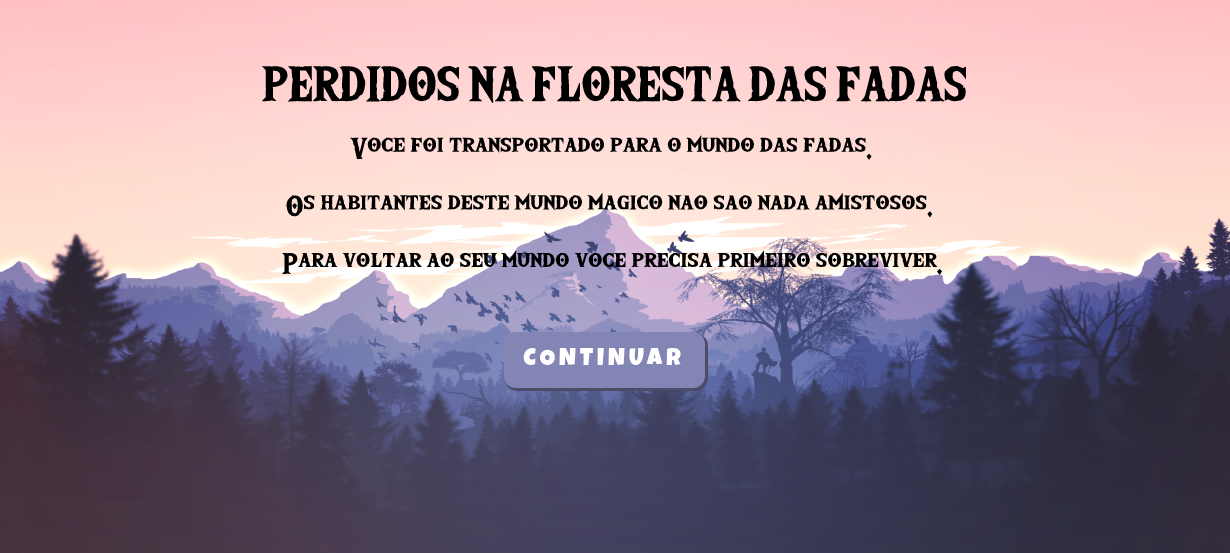 PERDIDOS NA FLORESTA DAS FADAS
Voce foi transportado para o mundo das fadas.
Os habitantes deste mundo magico nao sao nada amistosos.
Para voltar ao seu mundo voce precisa primeiro sobreviver.
CONTINUAR